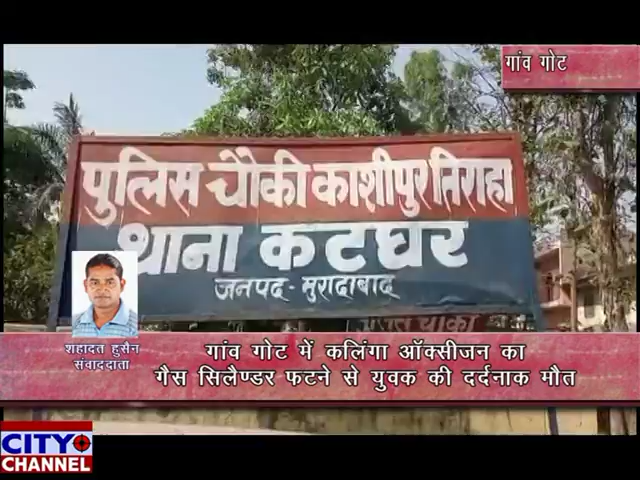 गांव गोट
पुलिस चौकी काशीपुर तिराहा
थाना कटघर
जनपद - मुरादाबाद
पुलिस चौकी
शहादत हुसैन
संवाददाता
गांव गोट में कलिंगा ऑक्सीजन का
गैस सिलैण्डर फटने से युवक की दर्दनाक मौत
CITY
CHANNEL